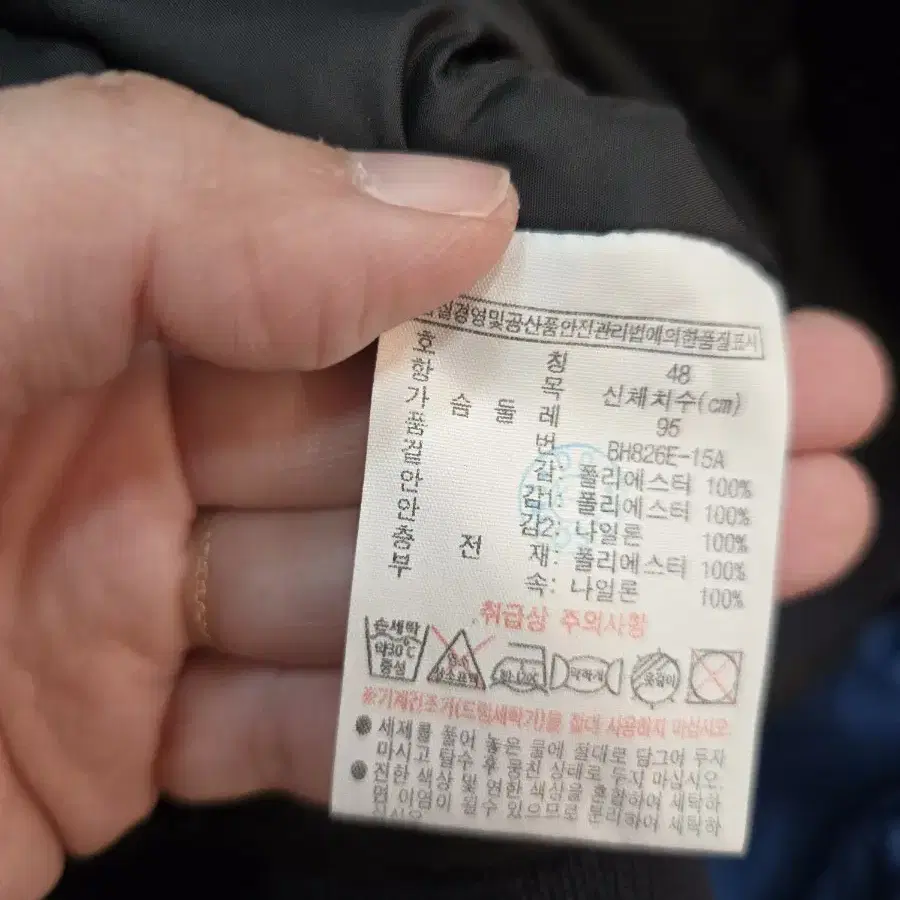 질경영및공산품안전관리법에의한품질표시
호 칭 48
항 목 신체치수(cm)
가 슴 둘 레 95
품 번 BH826E-15A
겉 감: 폴리에스터 100%
안 감1: 폴리에스터 100%
안 감2: 나일론 100%
충 전 재: 폴리에스터 100%
부 속: 나일론 100%
취급상 주의사항
손세탁 약30℃ 중성 약하게 옷걸이
※기계건조기(드럼세탁기)를 절대 사용하지 마십시오.
● 세제를 풀어 놓은 물에 절대로 담그어 두지
마시고 탈수 후 뭉친 상태로 두지 마십시오.
● 진한 색상 및 연한 색상을 혼합하여 세탁하
면 이염이 될수 있으므로 분리하여 세탁하
십시오